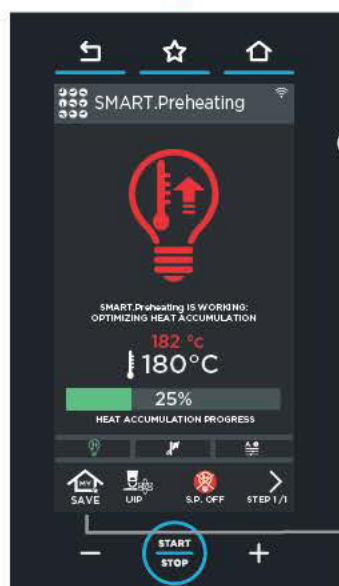 SMART.Preheating
SMART.Preheating IS WORKING:
OPTIMIZING HEAT ACCUMULATION
182 °c
180°C
25%
HEAT ACCUMULATION PROGRESS
MY
SAVE
UIP
S.P. OFF
STEP 1/1
START
STOP